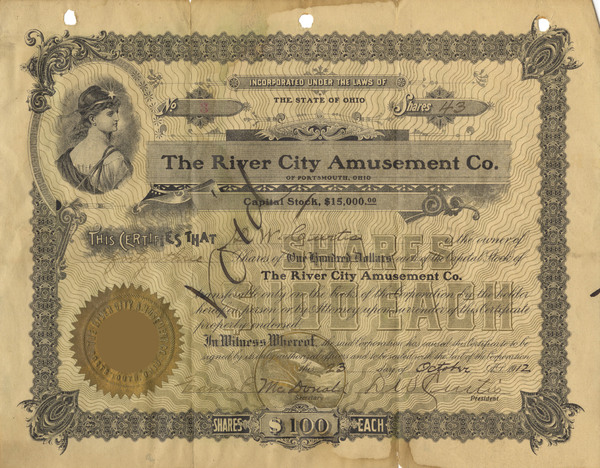 INCORPORATED UNDER THE LAWS OF
THE STATE OF OHIO
No 3 Shares 43
The River City Amusement Co.
OF PORTSMOUTH, OHIO
Capital Stock, $15,000.00
Void
THIS CERTIFIES THAT D. W. Curtis is the owner of
Shares of One Hundred Dollars each of the Capital Stock of
The River City Amusement Co.
transferable only on the books of the Corporation by the holder
hereof in person or by Attorney upon surrender of this Certificate
properly endorsed
In Witness Whereof, the said Corporation has caused this Certificate to be
signed by its duly authorized officers and to be sealed with the Seal of the Corporation
this 23 day of October A.D. 1912
McDonald D W Curtis
Secretary President
SHARES $100 EACH